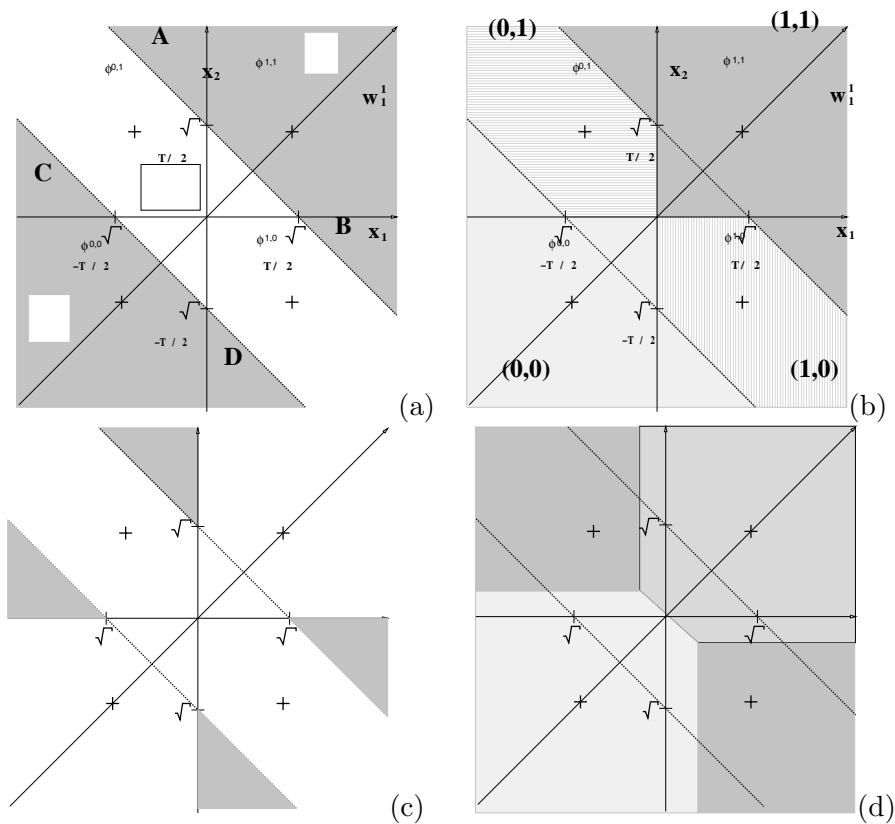 A
x2
ϕ0,1
ϕ1,1
w11
√T/2
C
B
x1
ϕ0,0
√−T/2
ϕ1,0
√T/2
√−T/2
D
(a)
(0,1)
(1,1)
x2
ϕ0,1
ϕ1,1
w11
√T/2
x1
ϕ0,0
√−T/2
ϕ1,0
√T/2
√−T/2
(0,0)
(1,0)
(b)
√
√
√
√
(c)
√
√
√
√
(d)